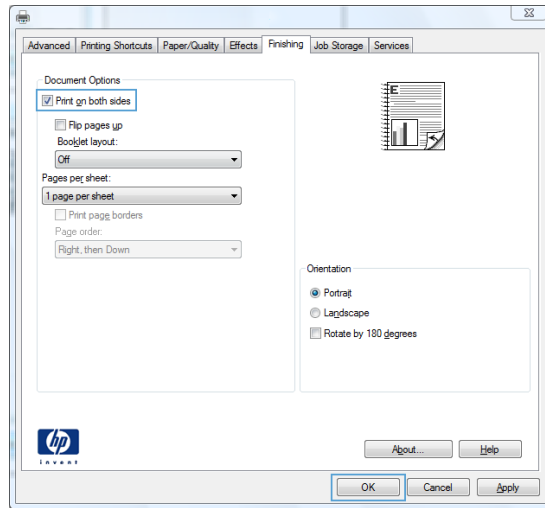 Advanced Printing Shortcuts Paper/Quality Effects Finishing Job Storage Services
Document Options
Print on both sides
Flip pages up
Booklet layout:
Off
Pages per sheet:
1 page per sheet
Print page borders
Page order:
Right, then Down
E
Orientation
Portrait
Landscape
Rotate by 180 degrees
hp
invent
About... Help
OK Cancel Apply